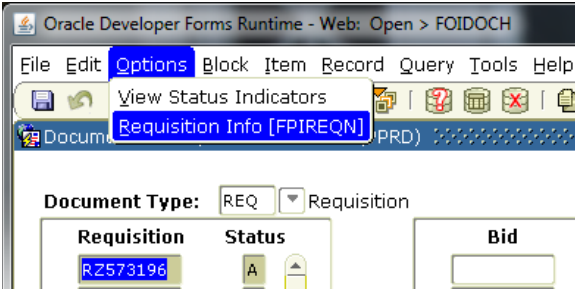 Oracle Developer Forms Runtime - Web: Open > FOIDOCH
File Edit Options Block Item Record Query Tools Help
View Status Indicators
Requisition Info [FPIREQN]
Document Type: REQ Requisition
Requisition Status Bid
RZ573196 A